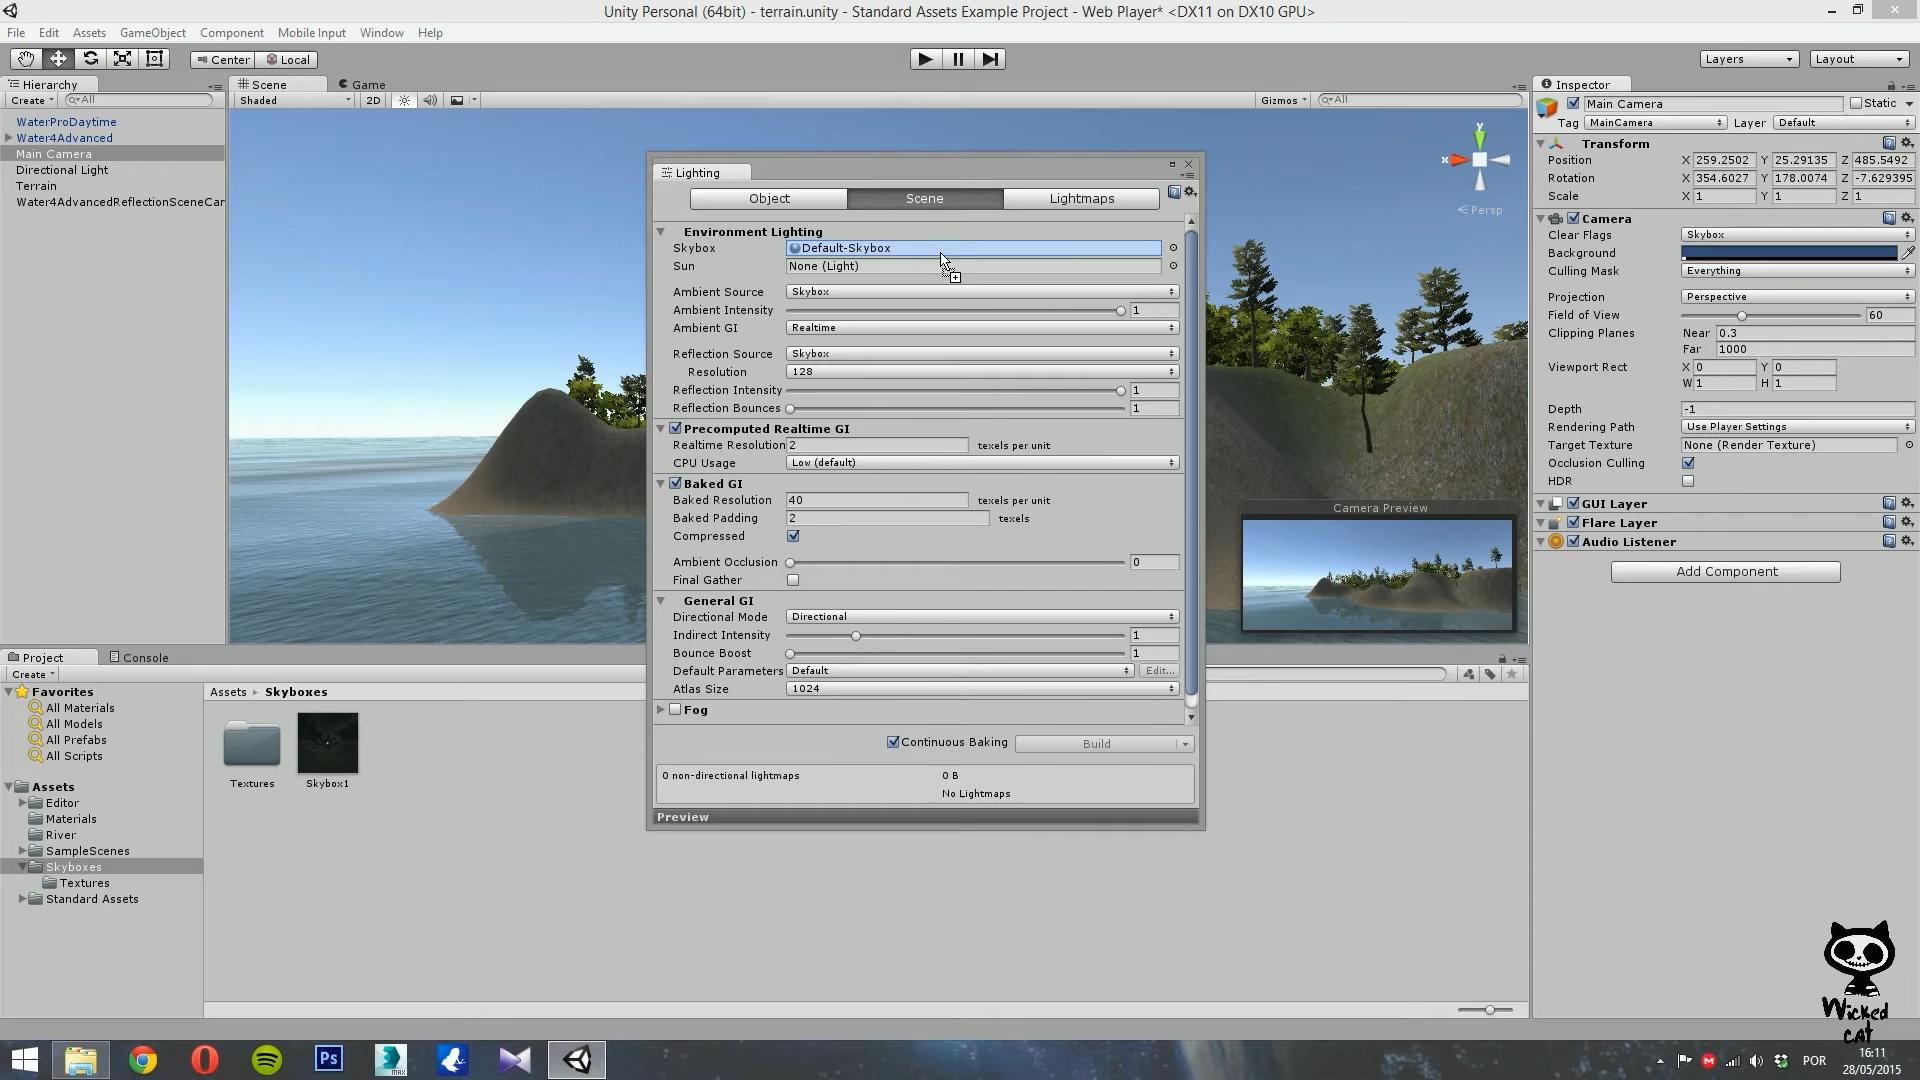 Unity Personal (64bit) - terrain.unity - Standard Assets Example Project - Web Player* <DX11 on DX10 GPU>
File Edit Assets GameObject Component Mobile Input Window Help
Center Local Layers Layout
Hierarchy
Create All
WaterProDaytime
Water4Advanced
Main Camera
Directional Light
Terrain
Water4AdvancedReflectionSceneCar
Scene Game
Shaded 2D Gizmos All
y
x
Persp
Lighting
Object Scene Lightmaps
Environment Lighting
Skybox Default-Skybox
Sun None (Light)
Ambient Source Skybox
Ambient Intensity 1
Ambient GI Realtime
Reflection Source Skybox
Resolution 128
Reflection Intensity 1
Reflection Bounces 1
Precomputed Realtime GI
Realtime Resolution 2 texels per unit
CPU Usage Low (default)
Baked GI
Baked Resolution 40 texels per unit
Baked Padding 2 texels
Compressed
Ambient Occlusion 0
Final Gather
General GI
Directional Mode Directional
Indirect Intensity 1
Bounce Boost 1
Default Parameters Default Edit...
Atlas Size 1024
Fog
Continuous Baking Build
0 non-directional lightmaps 0 B
No Lightmaps
Preview
Camera Preview
Inspector
Main Camera Static
Tag MainCamera Layer Default
Transform
Position X 259.2502 Y 25.29135 Z 485.5492
Rotation X 354.6027 Y 178.0074 Z -7.629395
Scale X 1 Y 1 Z 1
Camera
Clear Flags Skybox
Background
Culling Mask Everything
Projection Perspective
Field of View 60
Clipping Planes Near 0.3
Far 1000
Viewport Rect X 0 Y 0
W 1 H 1
Depth -1
Rendering Path Use Player Settings
Target Texture None (Render Texture)
Occlusion Culling
HDR
GUI Layer
Flare Layer
Audio Listener
Add Component
Project Console
Create
Favorites
All Materials
All Models
All Prefabs
All Scripts
Assets
Editor
Materials
River
SampleScenes
Skyboxes
Textures
Standard Assets
Assets Skyboxes
Textures Skybox1
Wicked
cat
Ps
MAX
M
POR
16:11
28/05/2015